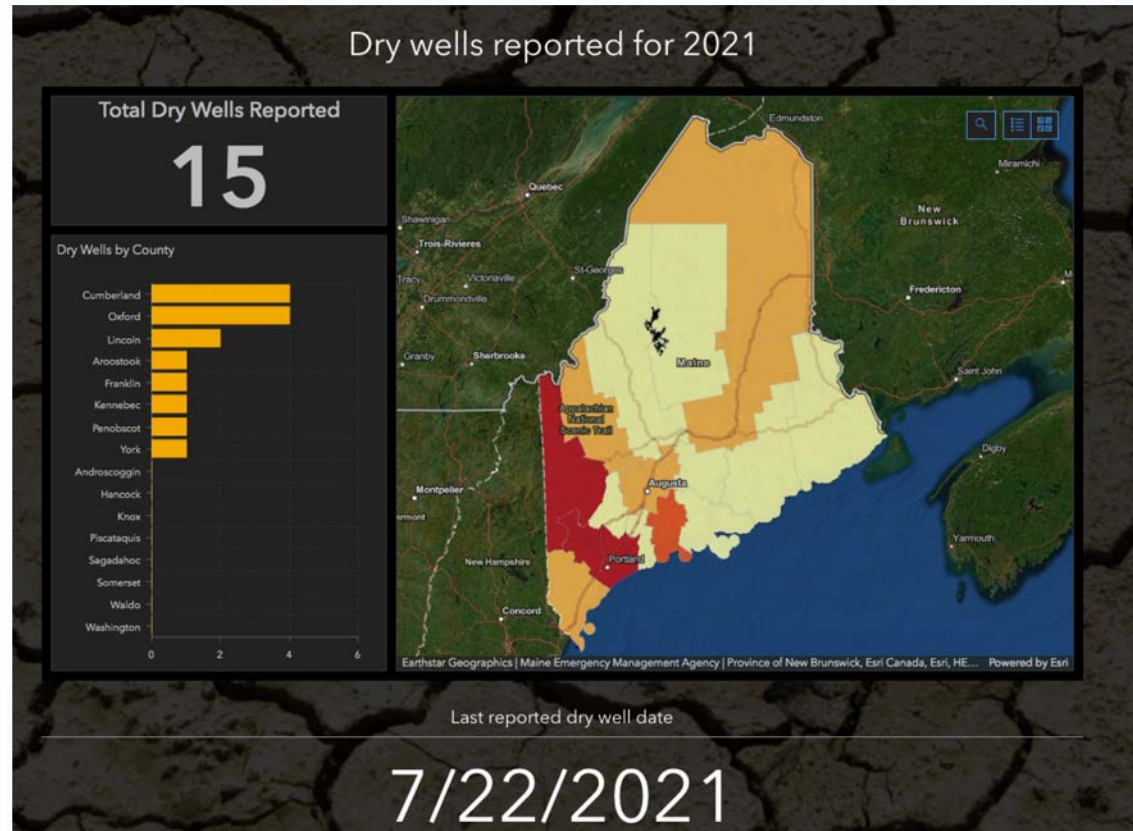 Dry wells reported for 2021
Total Dry Wells Reported
15
Dry Wells by County
Cumberland
Oxford
Lincoln
Aroostook
Franklin
Kennebec
Penobscot
York
Androscoggin
Hancock
Knox
Piscataquis
Sagadahoc
Somerset
Waldo
Washington
0 2 4 6
Edmundston
Miramichi
Quebec
New
Brunswick
Shawinigan
Trois-Rivieres
St-Georges
Tracy
Victoriaville
Drummondville
Fredericton
M
Granby
Sherbrooke
Maine
Saint John
Appalachian
National
Scenic Trail
Digby
Montpelier
Augusta
ermont
Yarmouth
New Hampshire
Portland
Concord
Earthstar Geographics | Maine Emergency Management Agency | Province of New Brunswick, Esri Canada, Esri, HE... Powered by Esri
Last reported dry well date
7/22/2021